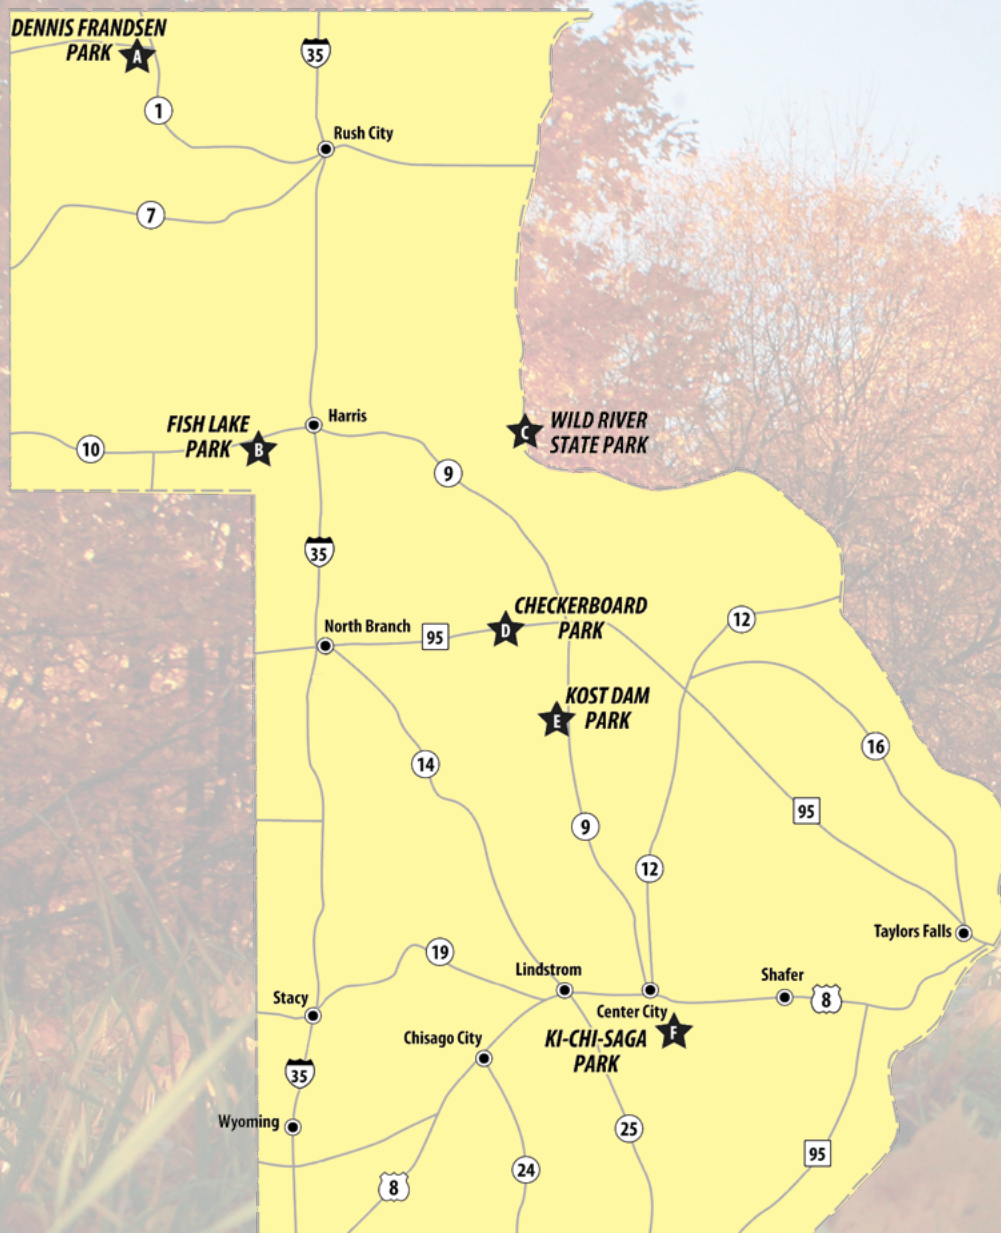 DENNIS FRANDSEN
PARK
A
35
1
Rush City
7
FISH LAKE
PARK
B
Harris
WILD RIVER
STATE PARK
C
10
9
35
CHECKERBOARD
PARK
D
12
North Branch
95
KOST DAM
PARK
E
14
16
95
9
12
Taylors Falls
19
Lindstrom
Shafer
8
Stacy
Center City
F
KI-CHI-SAGA
PARK
Chisago City
35
Wyoming
25
95
24
8